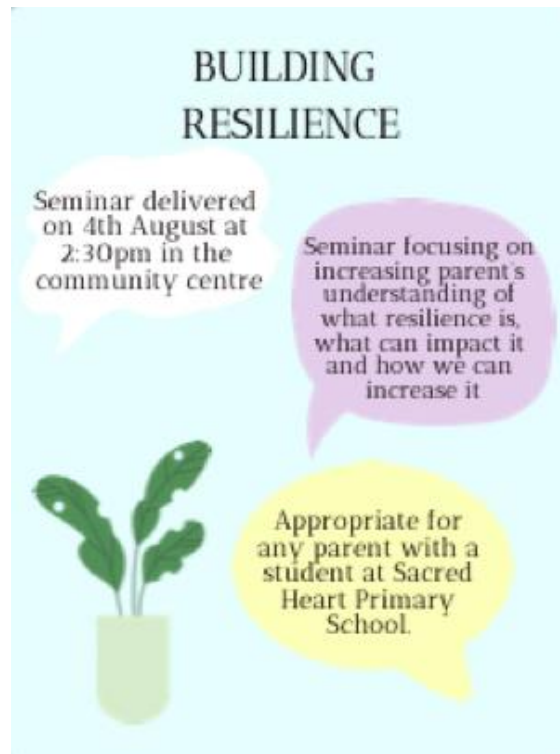 BUILDING
RESILIENCE
Seminar delivered
on 4th August at
2:30pm in the
community centre
Seminar focusing on
increasing parent's
understanding of
what resilience is,
what can impact it
and how we can
increase it
Appropriate for
any parent with a
student at Sacred
Heart Primary
School.